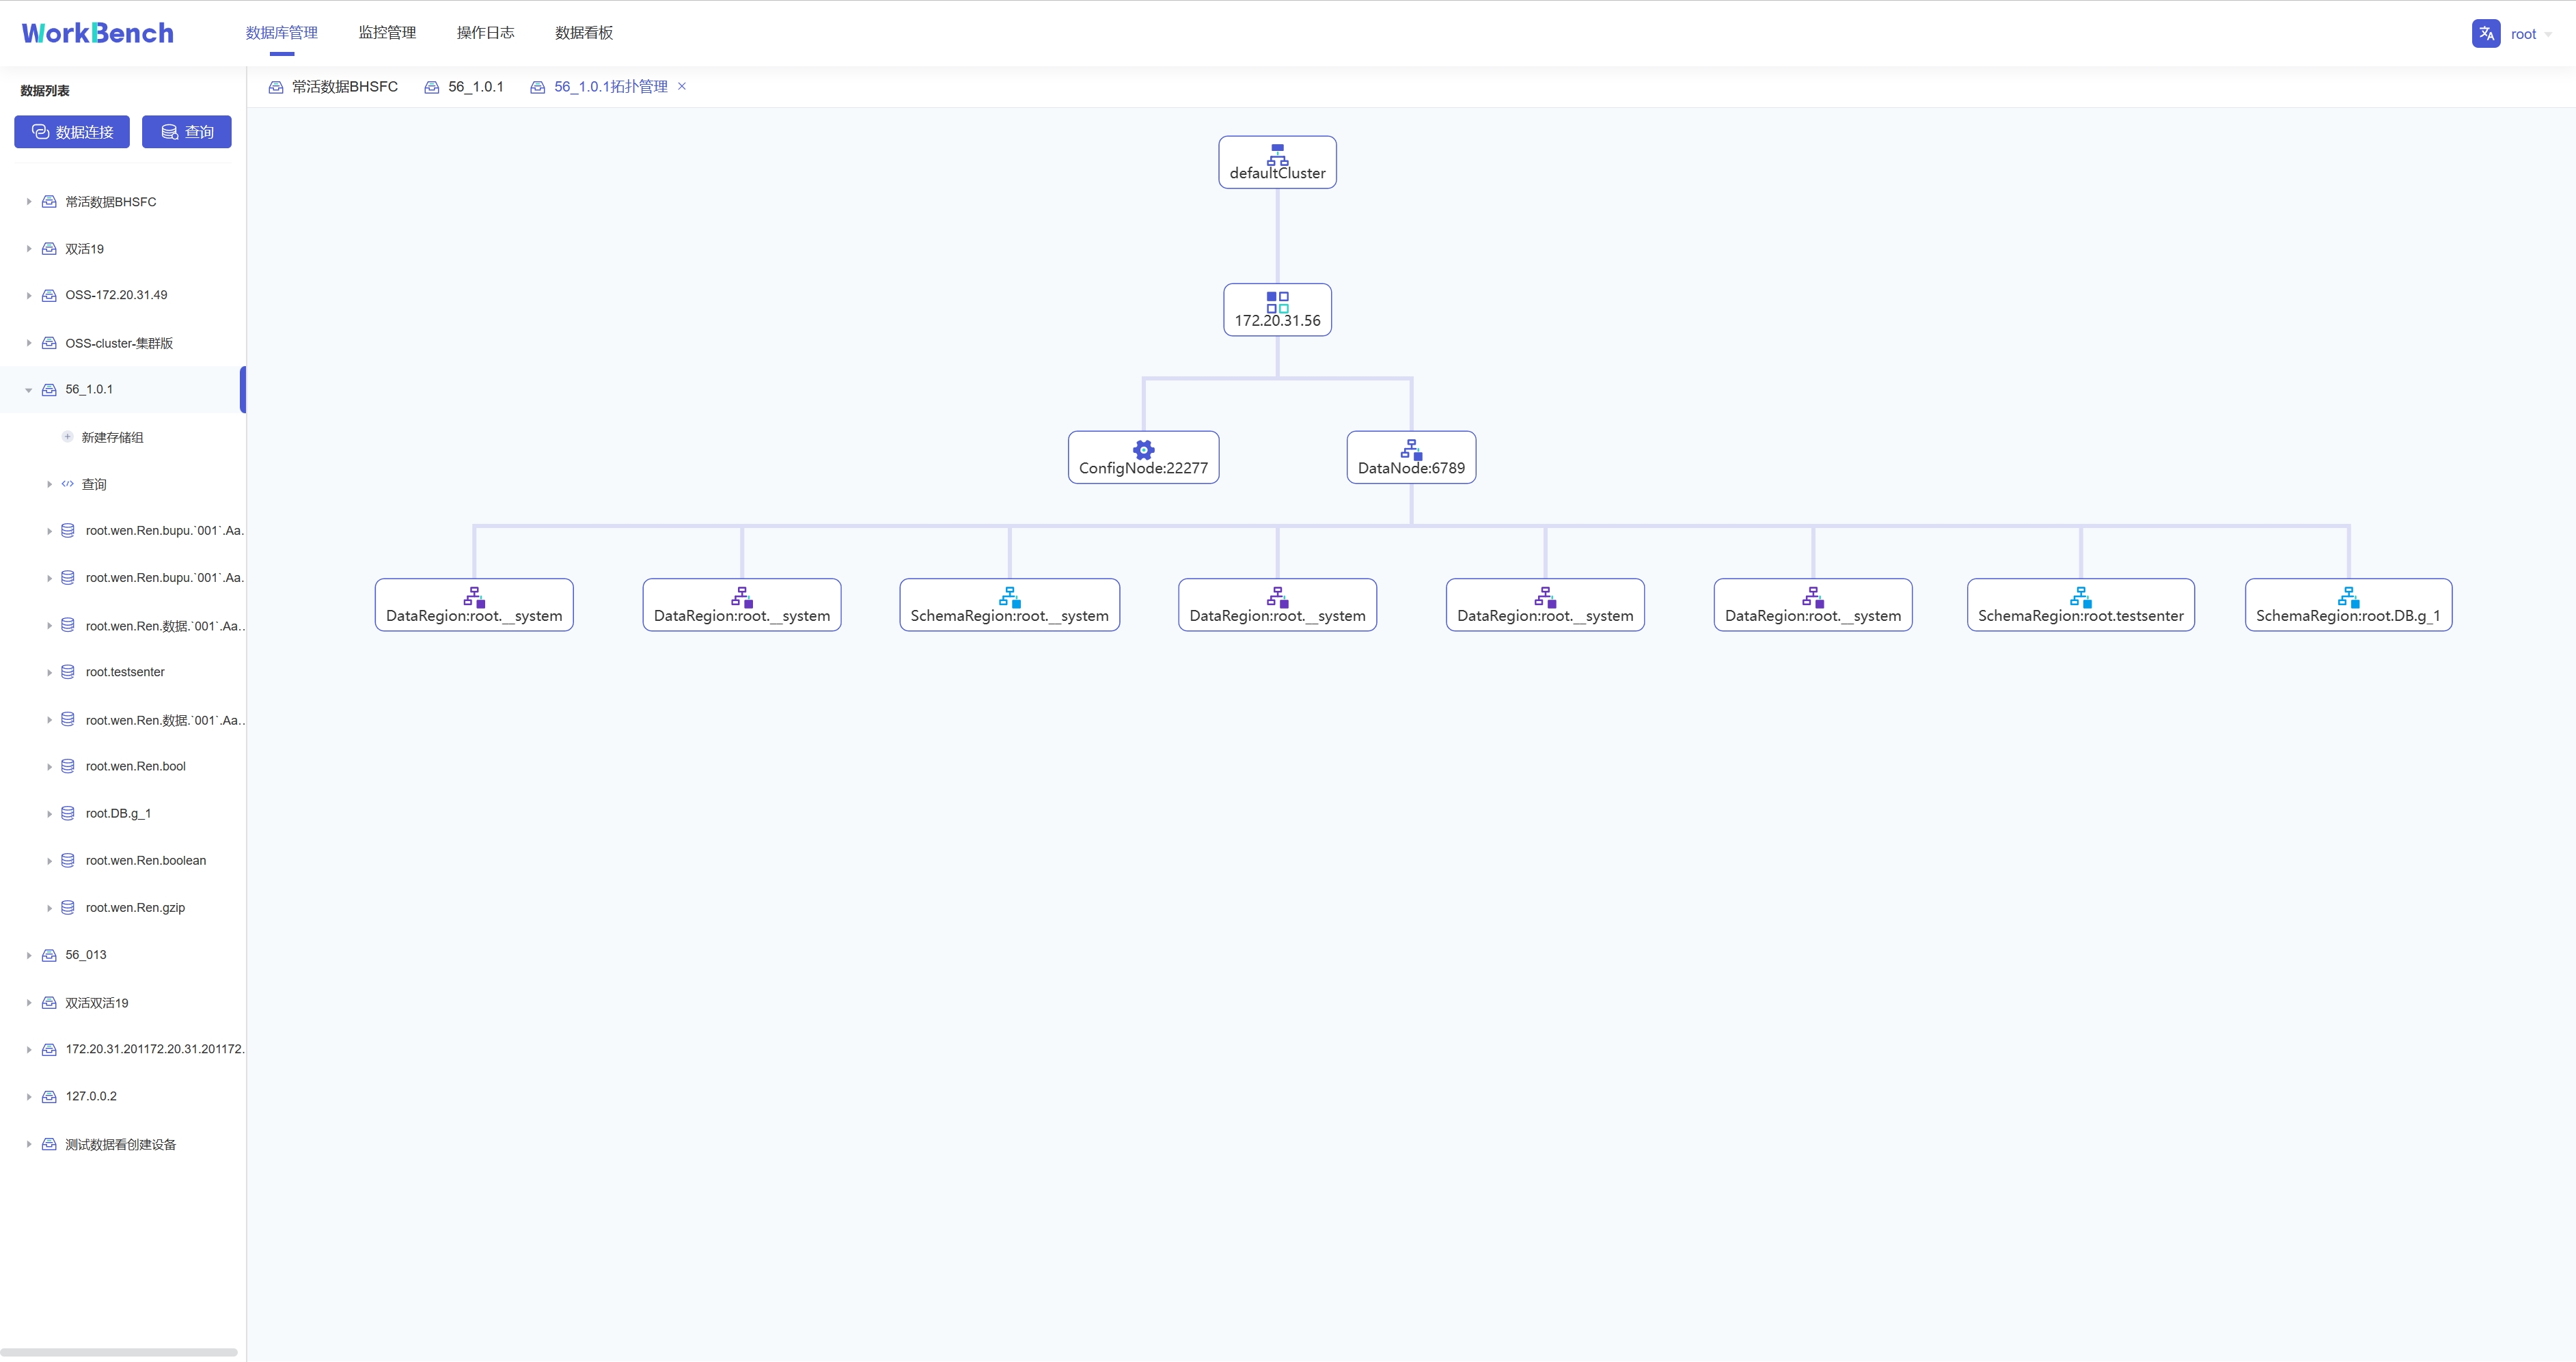 WorkBench
数据库管理 监控管理 操作日志 数据看板
root
数据列表
数据连接 查询
常活数据BHSFC
双活19
OSS-172.20.31.49
OSS-cluster-集群版
56_1.0.1
新建存储组
查询
root.wen.Ren.bupu.`001`.Aa...
root.wen.Ren.bupu.`001`.Aa...
root.wen.Ren.数据.`001`.Aa...
root.testsenter
root.wen.Ren.数据.`001`.Aa...
root.wen.Ren.bool
root.DB.g_1
root.wen.Ren.boolean
root.wen.Ren.gzip
56_013
双活双活19
172.20.31.201172.20.31.201172.
127.0.0.2
测试数据看创建设备
常活数据BHSFC 56_1.0.1 56_1.0.1拓扑管理
defaultCluster
172.20.31.56
ConfigNode:22277 DataNode:6789
DataRegion:root.__system DataRegion:root.__system SchemaRegion:root.__system DataRegion:root.__system DataRegion:root.__system DataRegion:root.__system SchemaRegion:root.testsenter SchemaRegion:root.DB.g_1